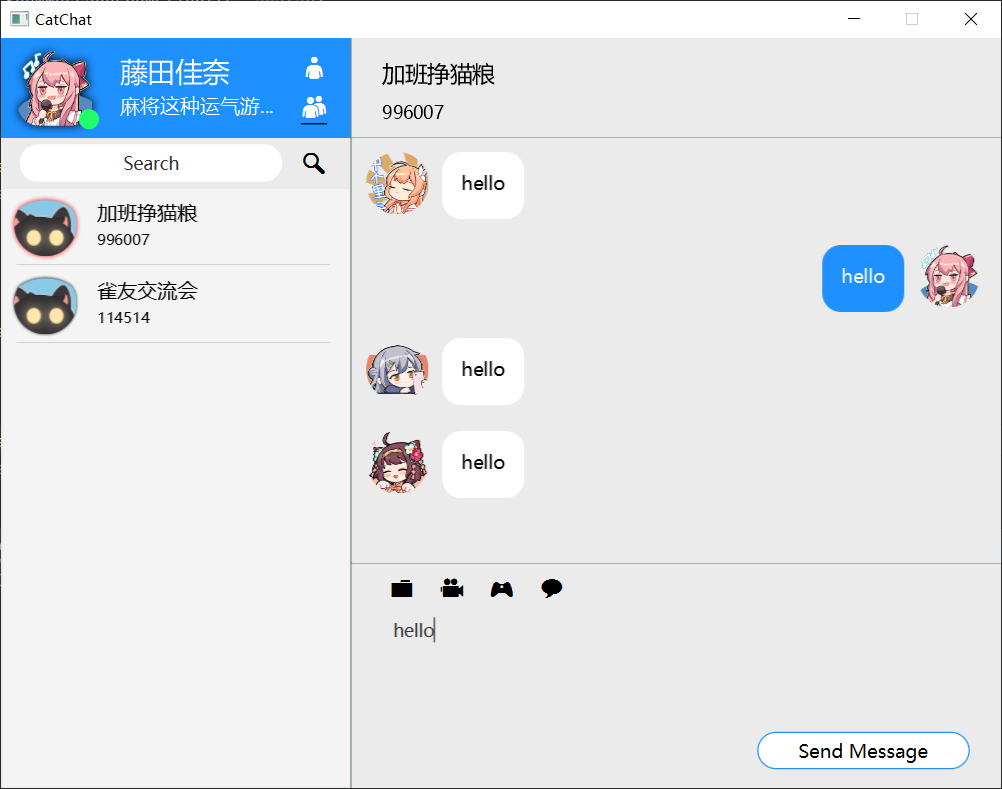 CatChat
藤田佳奈
麻将这种运气游...
Search
加班挣猫粮
996007
雀友交流会
114514
加班挣猫粮
996007
hello
hello
hello
hello
hello
Send Message